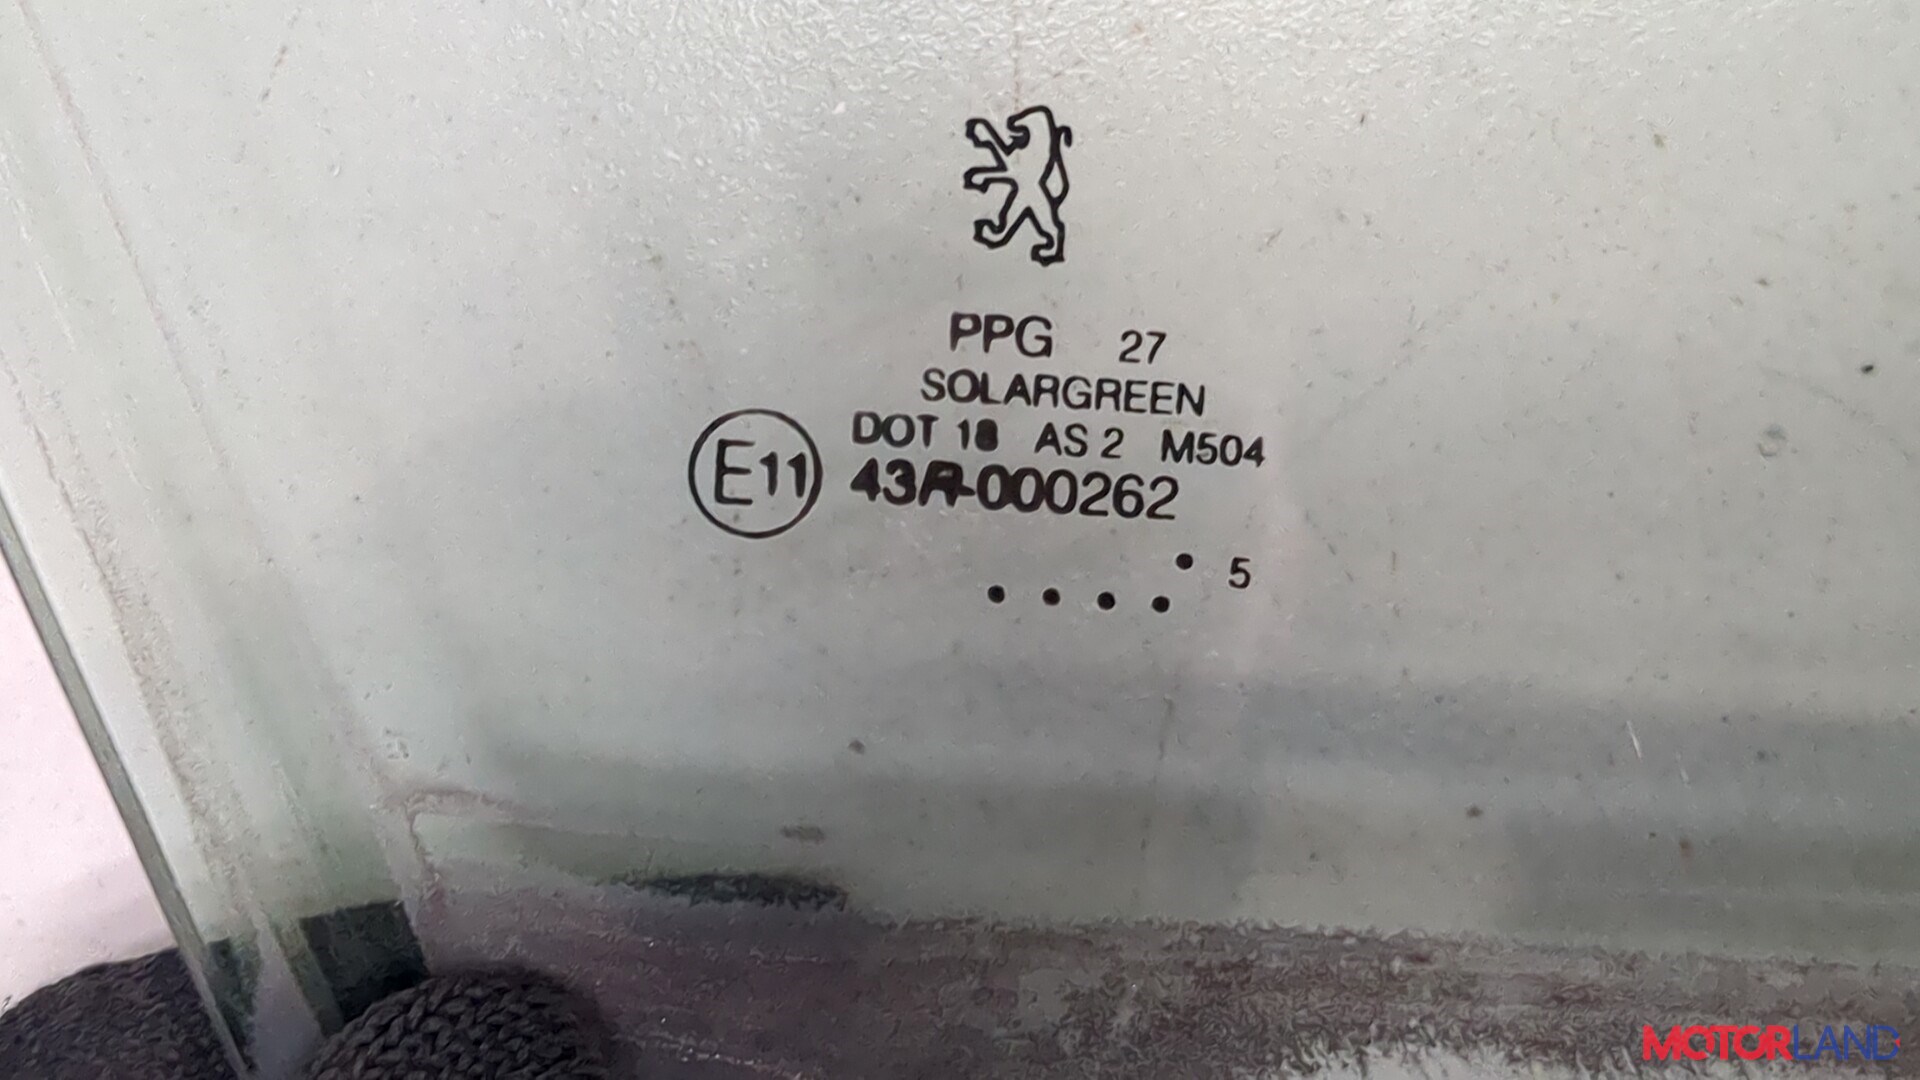 PPG 27
SOLARGREEN
DOT 18 AS 2 M504
E11 43R-000262
. . . . . 5
MOTORLAND